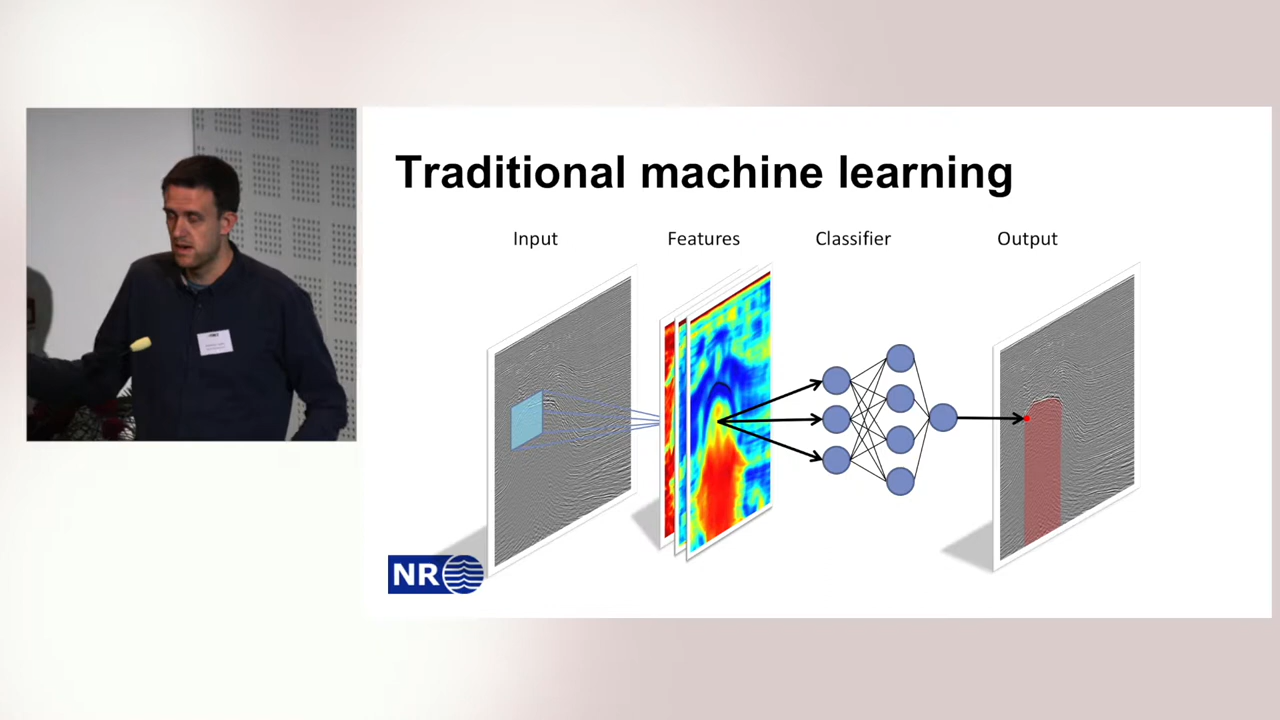 Traditional machine learning
Input
Features
Classifier
Output
NR